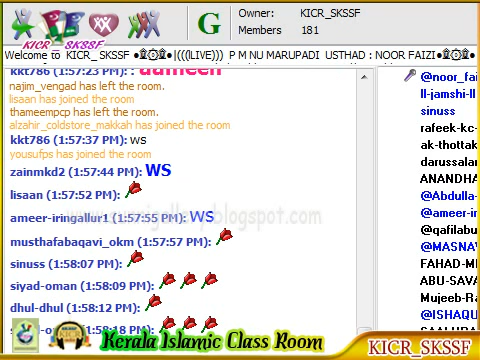 Owner: KICR_SKSSF
G
Members 181
KICR SKSSF
Welcome to KICR_ SKSSF ●۩۞۩●|(((LIVE))) P M NU MARUPADI USTHAD : NOOR FAIZI●۩۞۩●
kkt786 (1:57:23 PM): aameen
najim_vengad has left the room.
lisaan has joined the room
thameempcp has left the room.
alzahir_coldstore_makkah has joined the room
kkt786 (1:57:37 PM): ws
yousufps has joined the room
zainmkd2 (1:57:44 PM): WS
lisaan (1:57:52 PM):
ameer-iringallur1 (1:57:55 PM): WS
musthafabaqavi_okm (1:57:57 PM):
sinuss (1:58:07 PM):
siyad-oman (1:58:09 PM):
dhul-dhul (1:58:12 PM):
(1:58:18 PM):
@noor_fai
ll-jamshi-ll
sinuss
rafeek-kc-
ak-thottak
darussalar
ANANDHA
@Abdulla-
@ameer-ir
@qafilabu
@MASNAV
FAHAD-MI
ABU-SAVA
Mujeeb-Ra
@ISHAQU
blogspot.com
Kerala Islamic Class Room
KICR_SKSSF